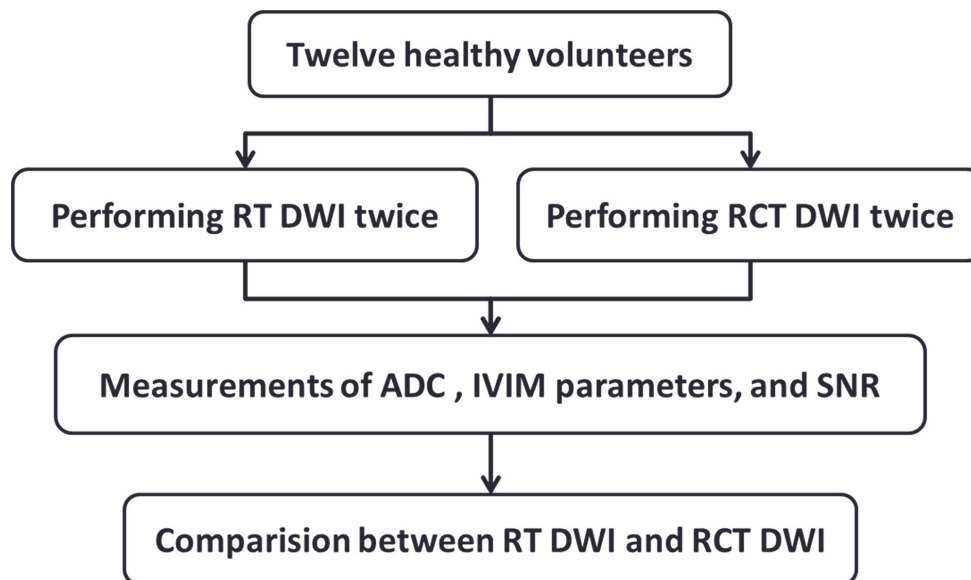 Twelve healthy volunteers
Performing RT DWI twice
Performing RCT DWI twice
Measurements of ADC , IVIM parameters, and SNR
Comparision between RT DWI and RCT DWI